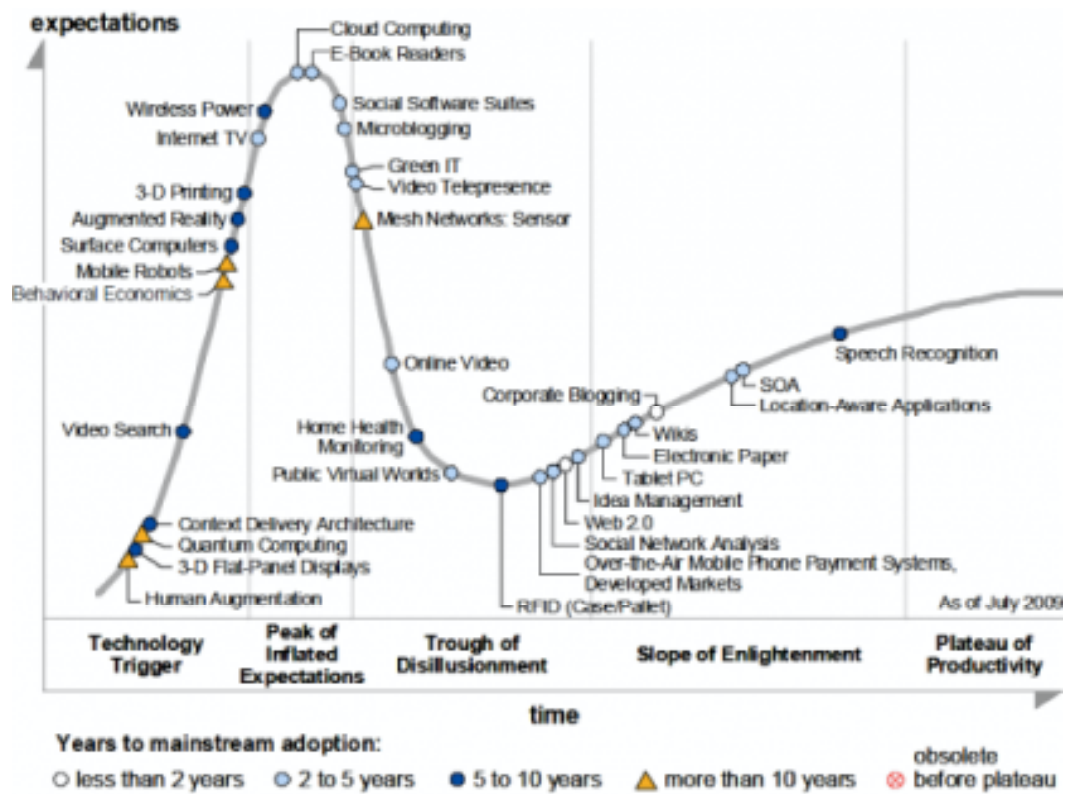 expectations
Cloud Computing
E-Book Readers
Wireless Power
Social Software Suites
Internet TV
Microblogging
Green IT
3-D Printing
Video Telepresence
Augmented Reality
Mesh Networks: Sensor
Surface Computers
Mobile Robots
Behavioral Economics
Speech Recognition
Online Video
SOA
Corporate Blogging
Location-Aware Applications
Video Search
Home Health
Monitoring
Wikis
Electronic Paper
Public Virtual Worlds
Tablet PC
Idea Management
Context Delivery Architecture
Web 2.0
Quantum Computing
Social Network Analysis
3-D Flat-Panel Displays
Over-the-Air Mobile Phone Payment Systems,
Developed Markets
Human Augmentation
RFID (Case/Pallet)
As of July 2009
Technology
Trigger
Peak of
Inflated
Expectations
Trough of
Disillusionment
Slope of Enlightenment
Plateau of
Productivity
time
Years to mainstream adoption:
less than 2 years
2 to 5 years
5 to 10 years
more than 10 years
obsolete
before plateau